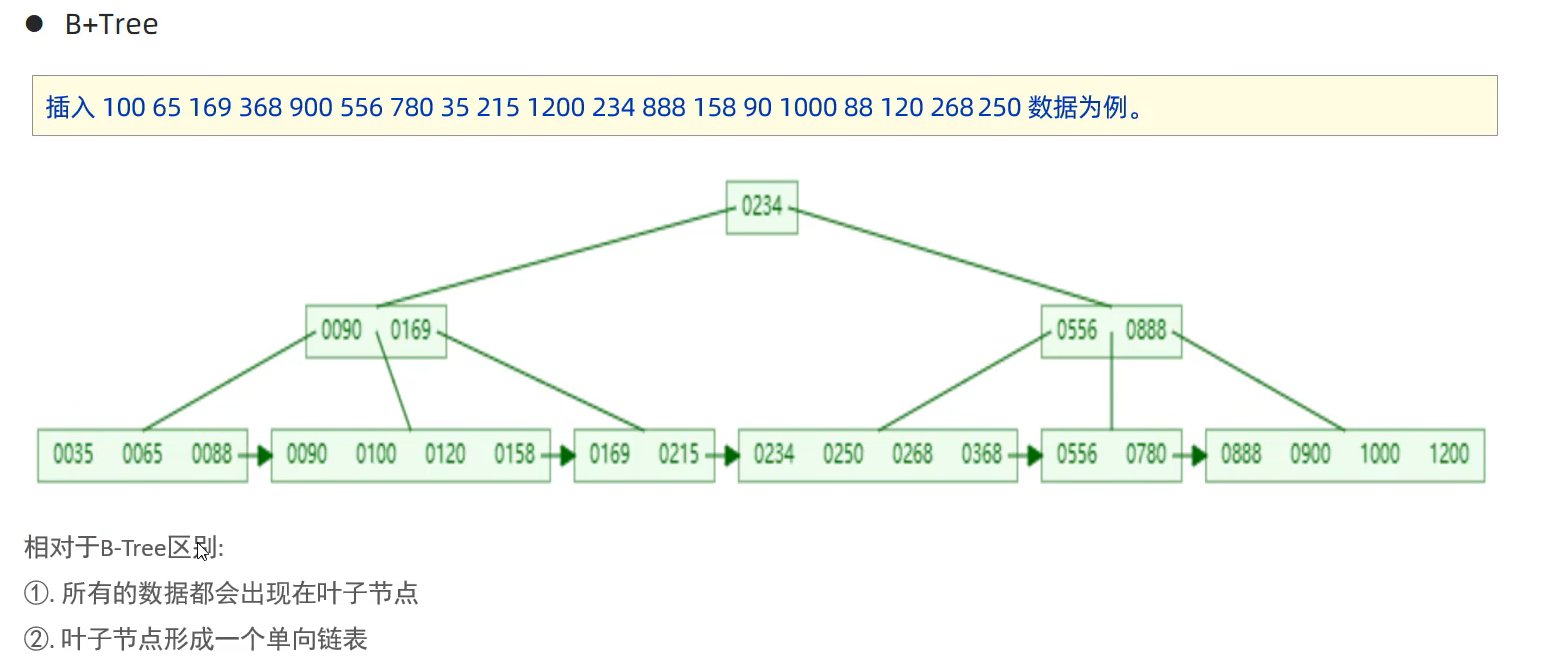 ● B+Tree
插入 100 65 169 368 900 556 780 35 215 1200 234 888 158 90 1000 88 120 268 250 数据为例。
0234
0090 0169 0556 0888
0035 0065 0088 0090 0100 0120 0158 0169 0215 0234 0250 0268 0368 0556 0780 0888 0900 1000 1200
相对于B-Tree区别:
①. 所有的数据都会出现在叶子节点
②. 叶子节点形成一个单向链表